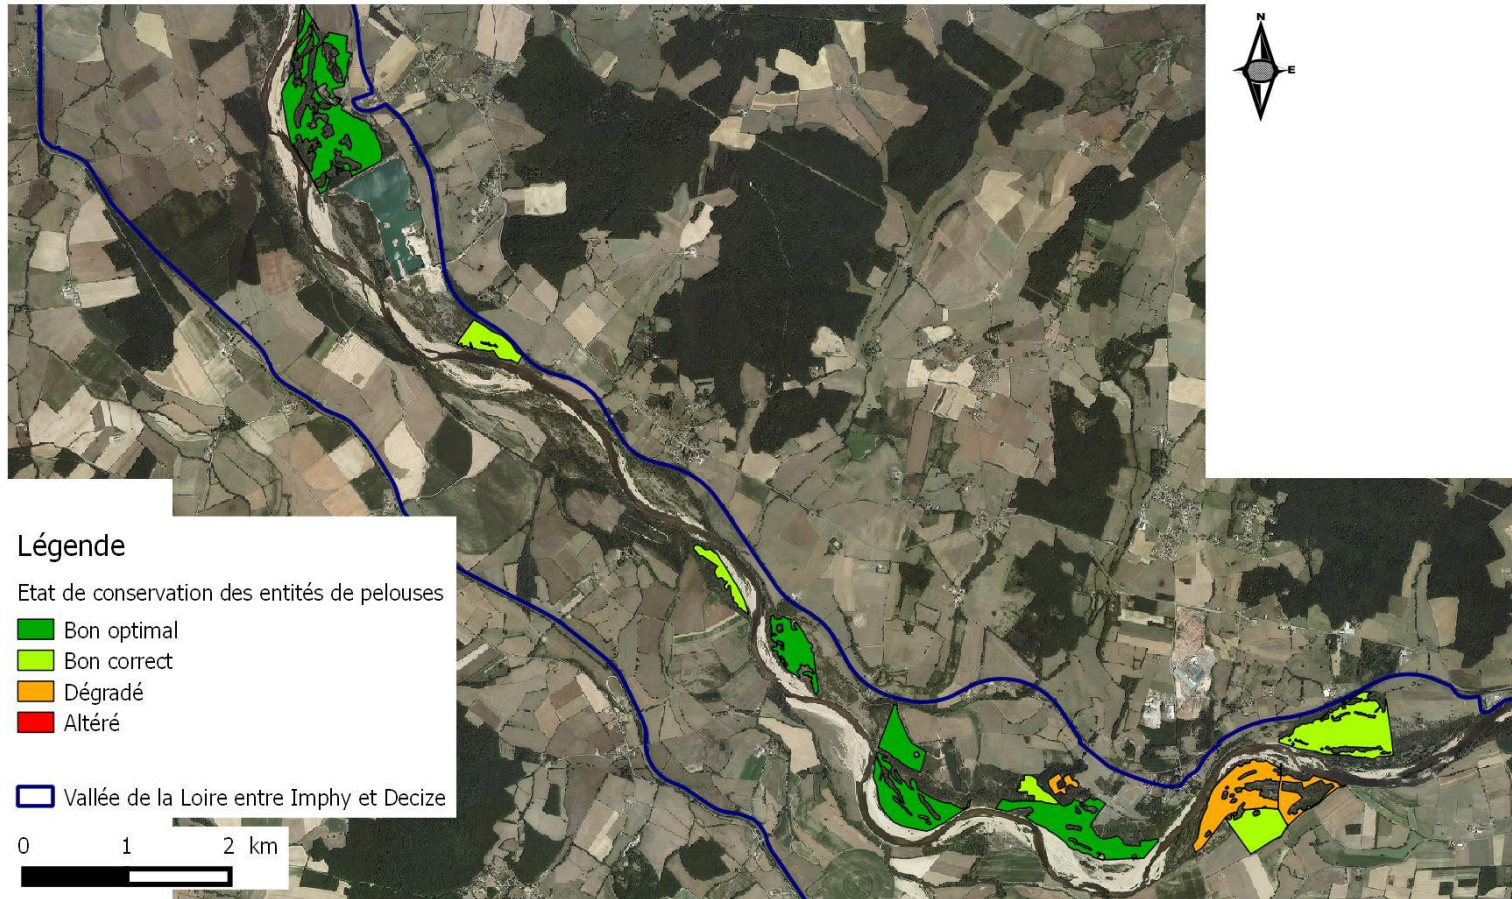 N
E
Légende
Etat de conservation des entités de pelouses
Bon optimal
Bon correct
Dégradé
Altéré
Vallée de la Loire entre Imphy et Decize
0 1 2 km